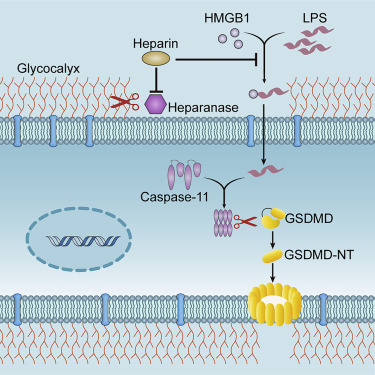 HMGB1
LPS
Heparin
Glycocalyx
Heparanase
Caspase-11
GSDMD
GSDMD-NT